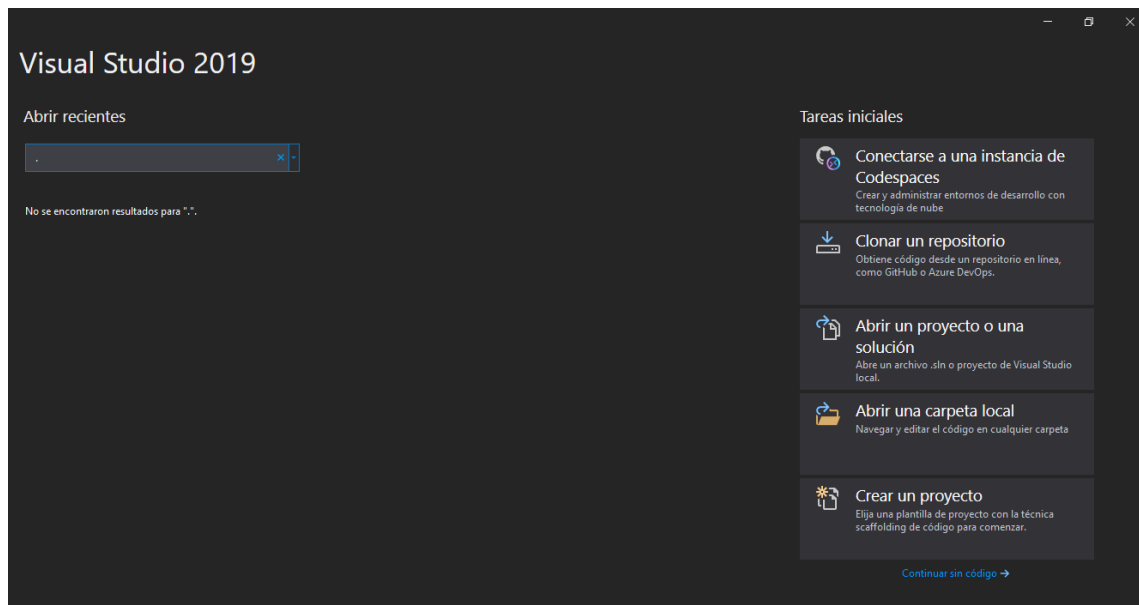 Visual Studio 2019
Abrir recientes
.
No se encontraron resultados para ".".
Tareas iniciales
Conectarse a una instancia de
Codespaces
Crear y administrar entornos de desarrollo con
tecnología de nube
Clonar un repositorio
Obtiene código desde un repositorio en línea,
como GitHub o Azure DevOps.
Abrir un proyecto o una
solución
Abre un archivo .sln o proyecto de Visual Studio
local.
Abrir una carpeta local
Navegar y editar el código en cualquier carpeta
Crear un proyecto
Elija una plantilla de proyecto con la técnica
scaffolding de código para comenzar.
Continuar sin código →